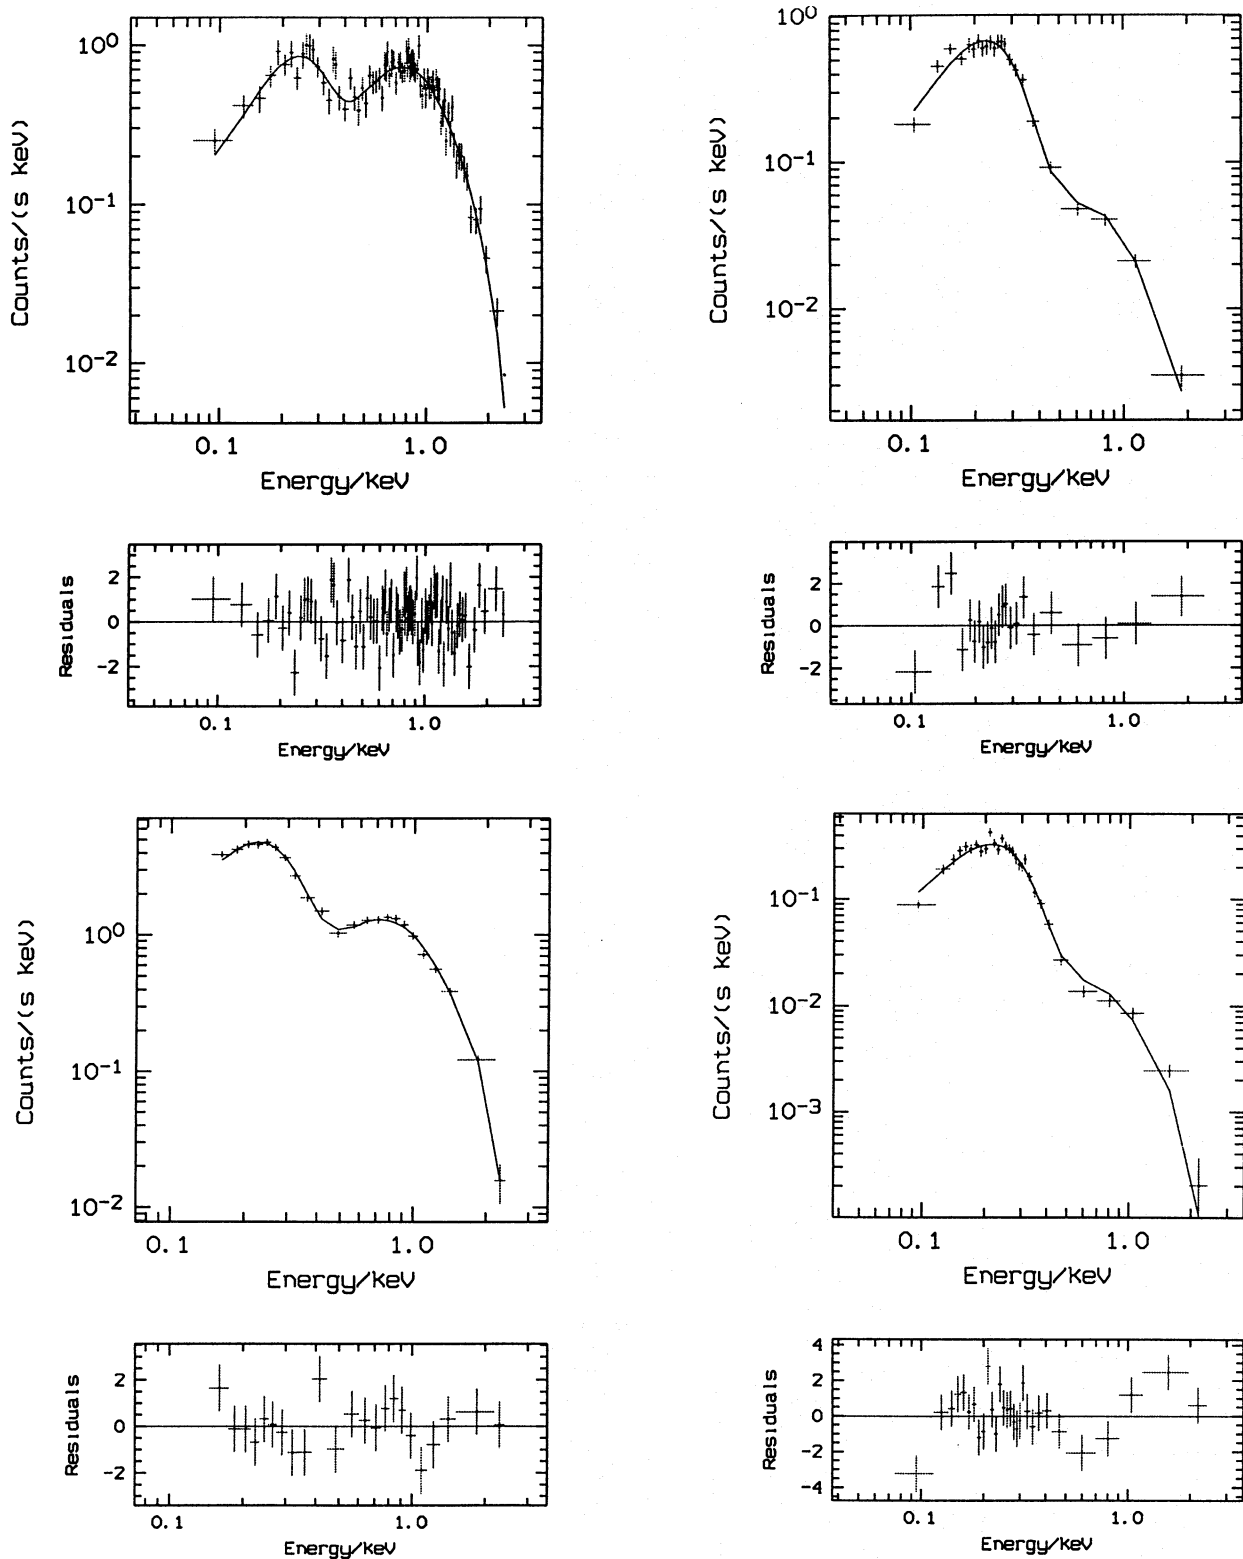 10⁰
10⁻¹
10⁻²
Counts/(s keV)
0.1 1.0
Energy/keV
2
0
-2
Residuals
0.1 1.0
Energy/keV
10⁰
10⁻¹
10⁻²
Counts/(s keV)
0.1 1.0
Energy/keV
2
0
-2
Residuals
0.1 1.0
Energy/keV
10⁰
10⁻¹
10⁻²
Counts/(s keV)
0.1 1.0
Energy/keV
2
0
-2
Residuals
0.1 1.0
Energy/keV
10⁻¹
10⁻²
10⁻³
Counts/(s keV)
0.1 1.0
Energy/keV
4
2
0
-2
-4
Residuals
0.1 1.0
Energy/keV